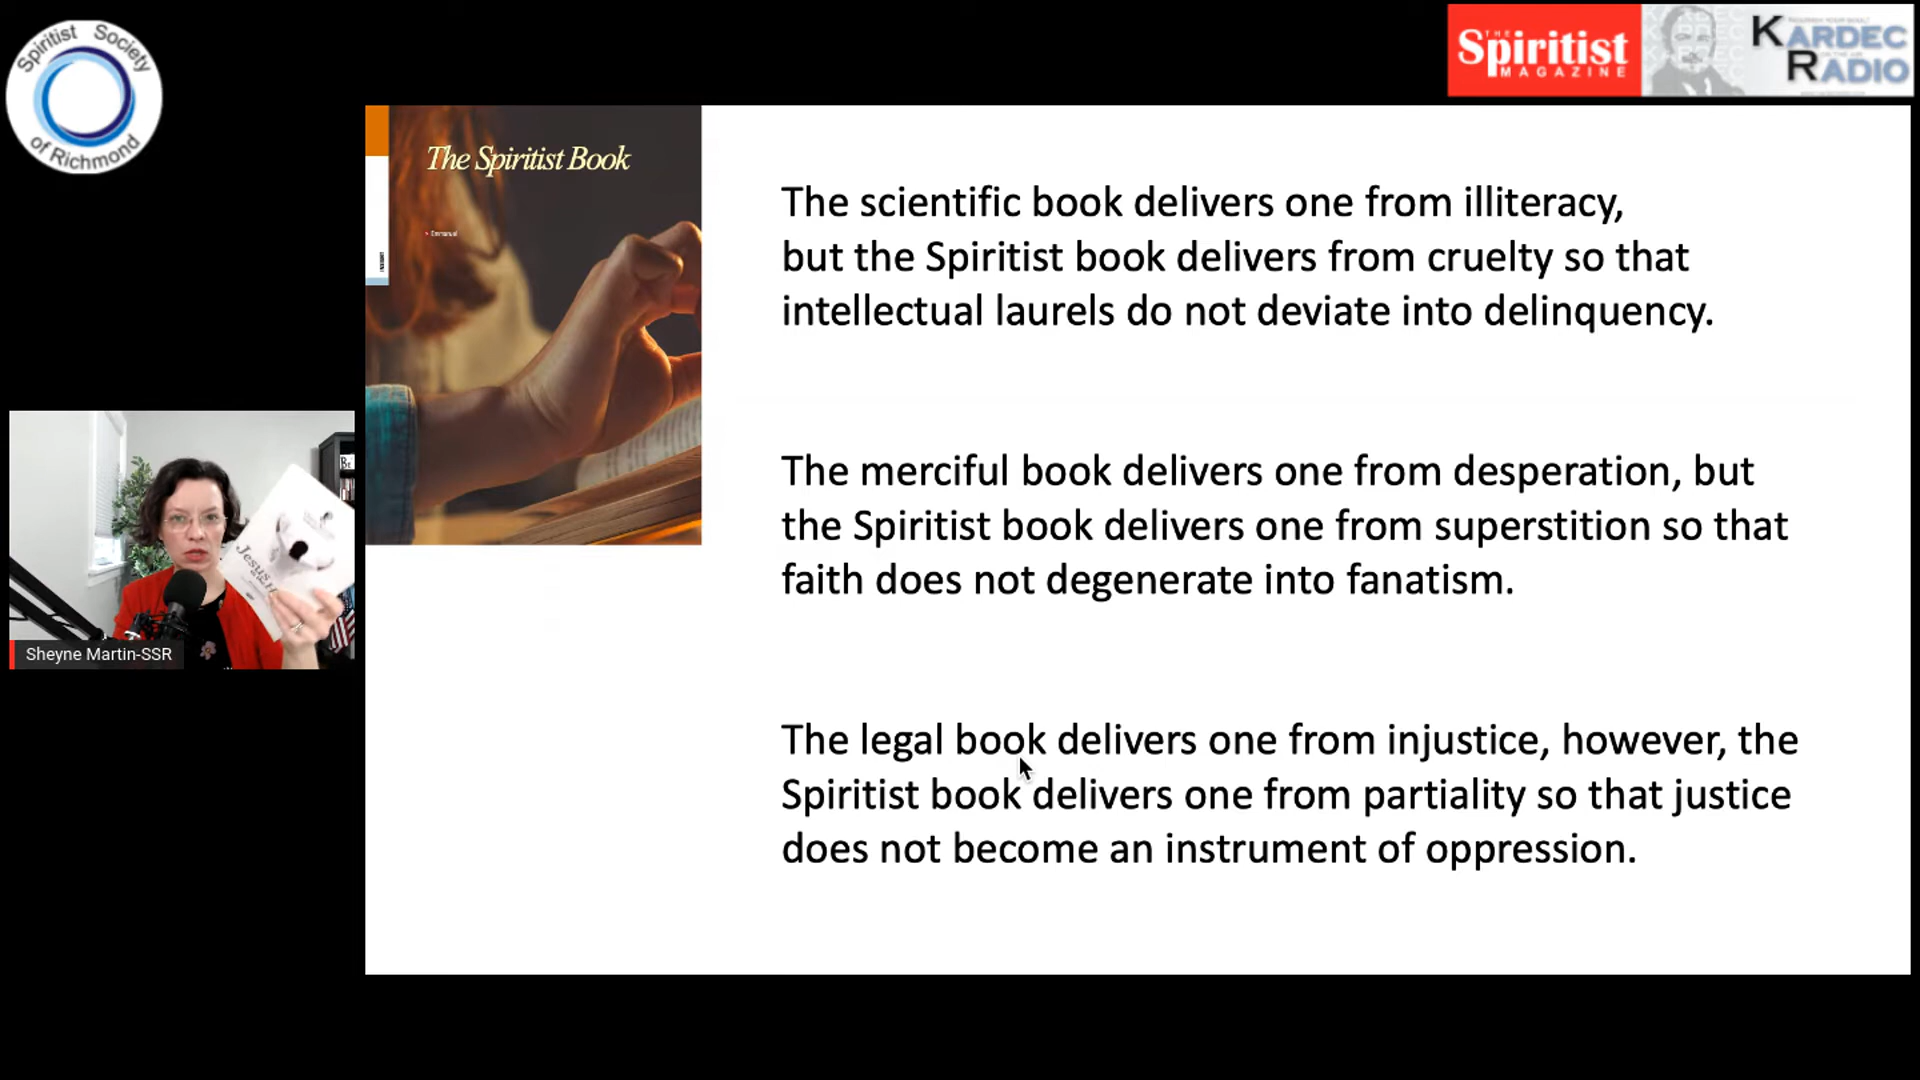 Spiritist Society
of Richmond
THE
Spiritist
MAGAZINE
KARDEC
RADIO
The Spiritist Book
Emmanuel
The scientific book delivers one from illiteracy,
but the Spiritist book delivers from cruelty so that
intellectual laurels do not deviate into delinquency.
The merciful book delivers one from desperation, but
the Spiritist book delivers one from superstition so that
faith does not degenerate into fanatism.
The legal book delivers one from injustice, however, the
Spiritist book delivers one from partiality so that justice
does not become an instrument of oppression.
Jesus
Sheyne Martin-SSR